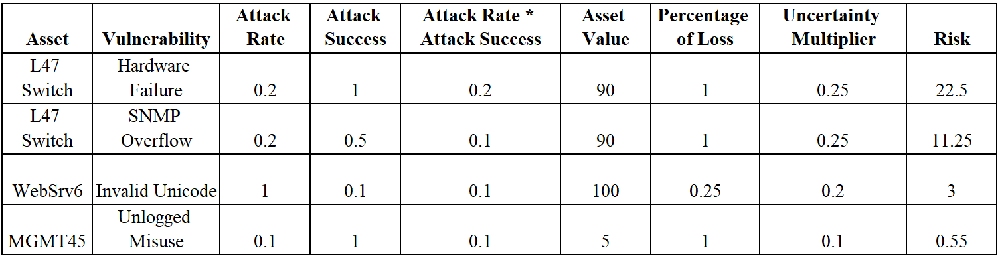 Asset Vulnerability Attack Rate Attack Success Attack Rate * Attack Success Asset Value Percentage of Loss Uncertainty Multiplier Risk
L47 Switch Hardware Failure 0.2 1 0.2 90 1 0.25 22.5
L47 Switch SNMP Overflow 0.2 0.5 0.1 90 1 0.25 11.25
WebSrv6 Invalid Unicode 1 0.1 0.1 100 0.25 0.2 3
MGMT45 Unlogged Misuse 0.1 1 0.1 5 1 0.1 0.55